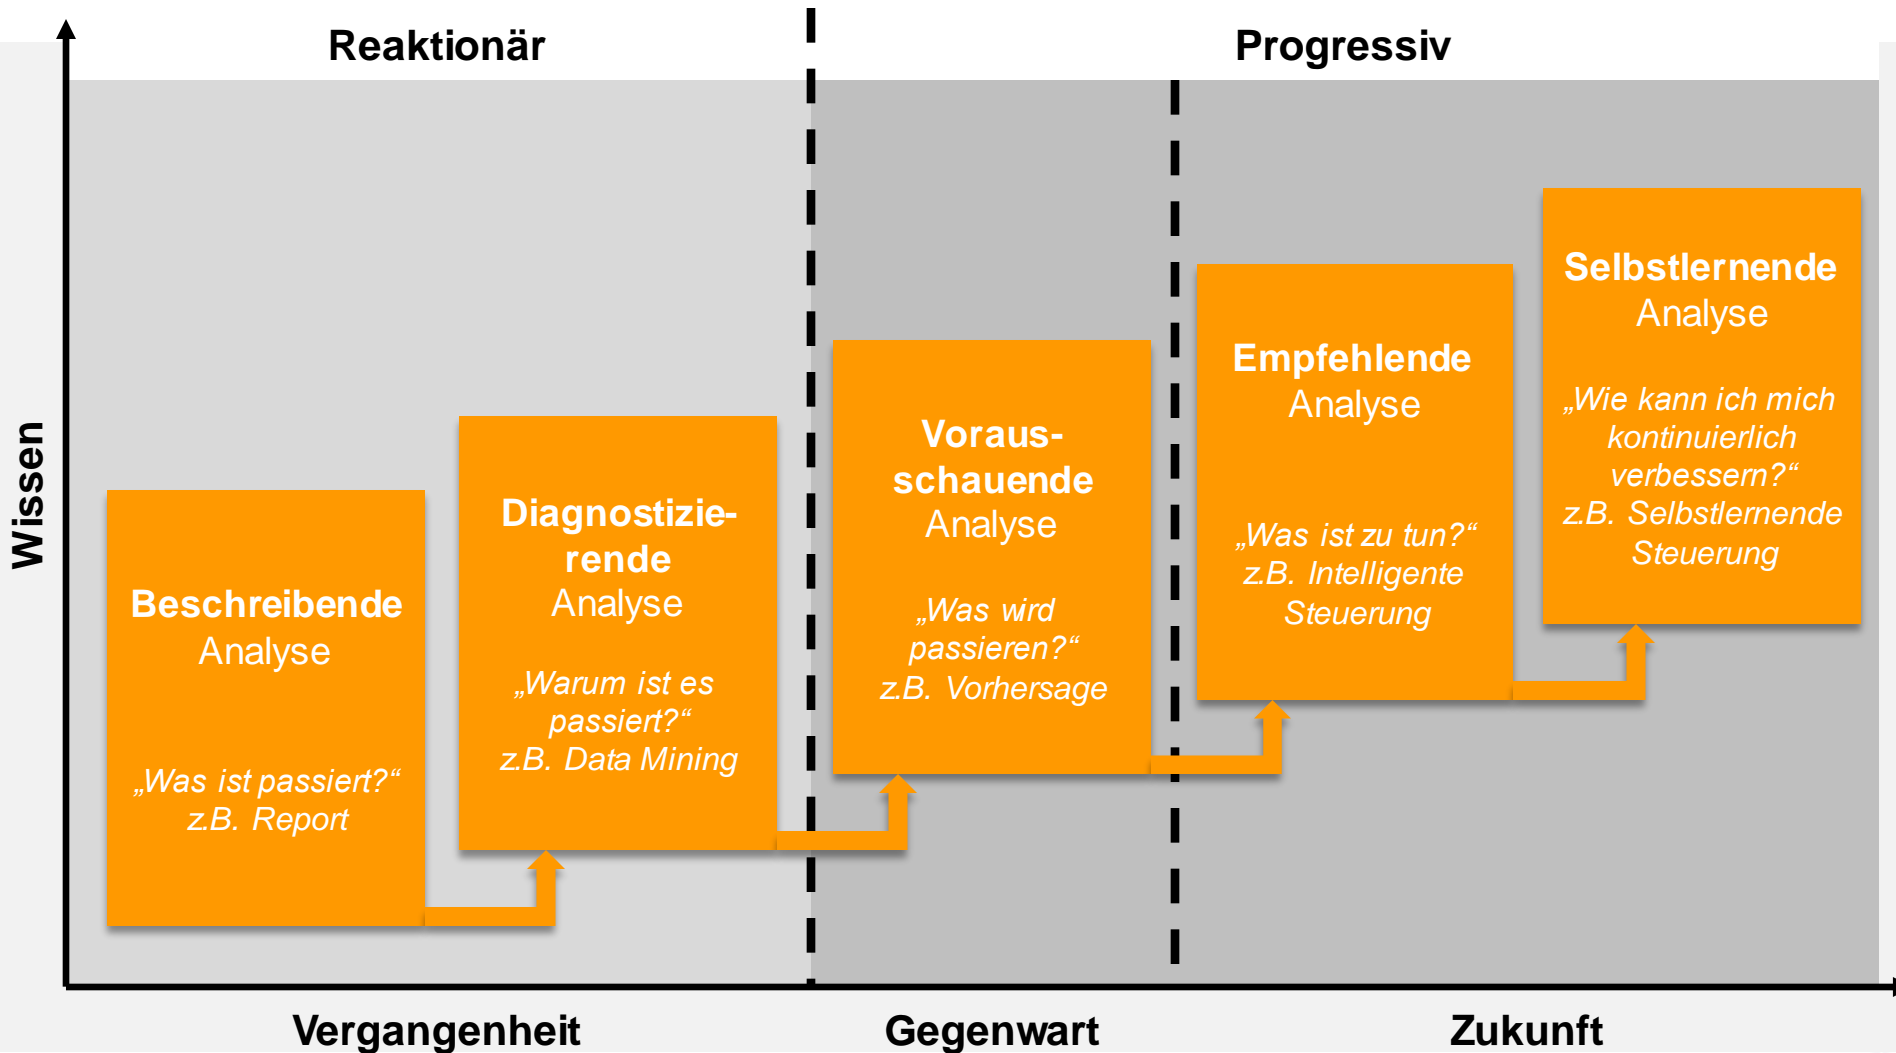 Reaktionär
Progressiv
Wissen
Beschreibende
Analyse
„Was ist passiert?“
z.B. Report
Diagnostizie-
rende
Analyse
„Warum ist es
passiert?“
z.B. Data Mining
Voraus-
schauende
Analyse
„Was wird
passieren?“
z.B. Vorhersage
Empfehlende
Analyse
„Was ist zu tun?“
z.B. Intelligente
Steuerung
Selbstlernende
Analyse
„Wie kann ich mich
kontinuierlich
verbessern?“
z.B. Selbstlernende
Steuerung
Vergangenheit
Gegenwart
Zukunft